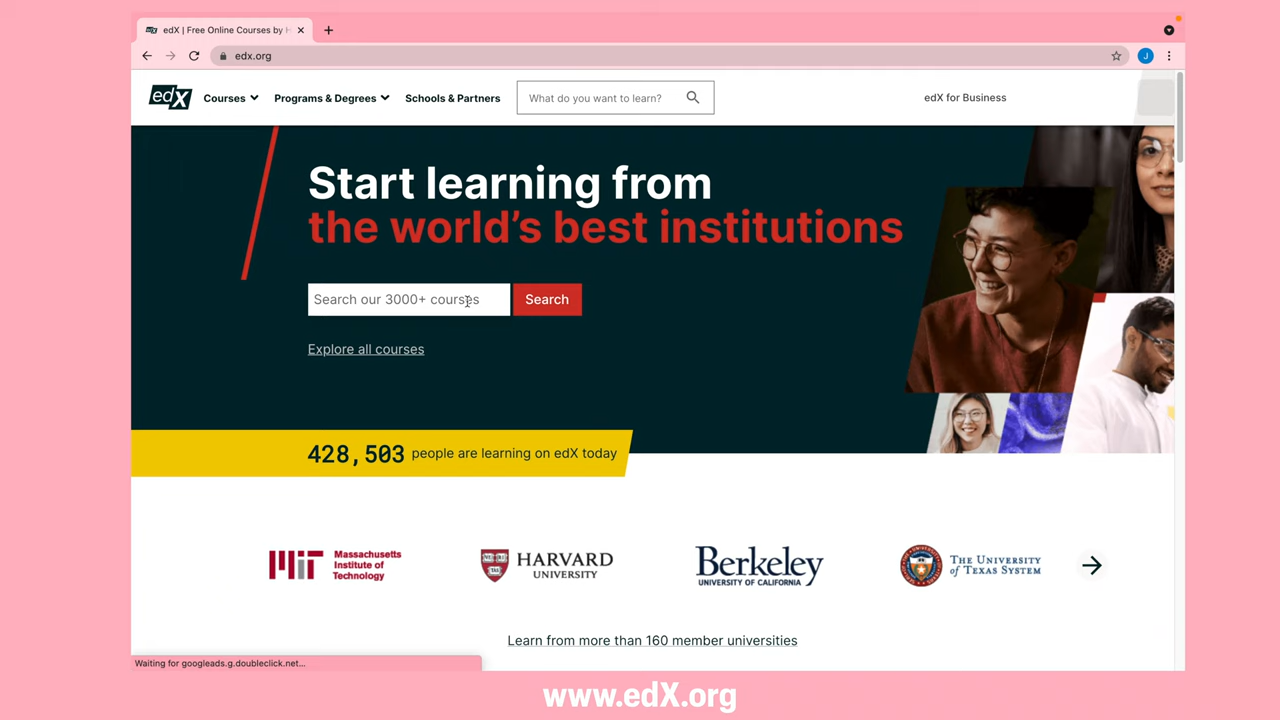 edX | Free Online Courses by H
edx.org
J
edX
Courses
Programs & Degrees
Schools & Partners
What do you want to learn?
edX for Business
Start learning from
the world's best institutions
Search our 3000+ courses
Search
Explore all courses
428,503 people are learning on edX today
MIT Massachusetts
Institute of
Technology
HARVARD
UNIVERSITY
Berkeley
UNIVERSITY OF CALIFORNIA
THE UNIVERSITY
of TEXAS SYSTEM
Learn from more than 160 member universities
Waiting for googleads.g.doubleclick.net...
www.edX.org